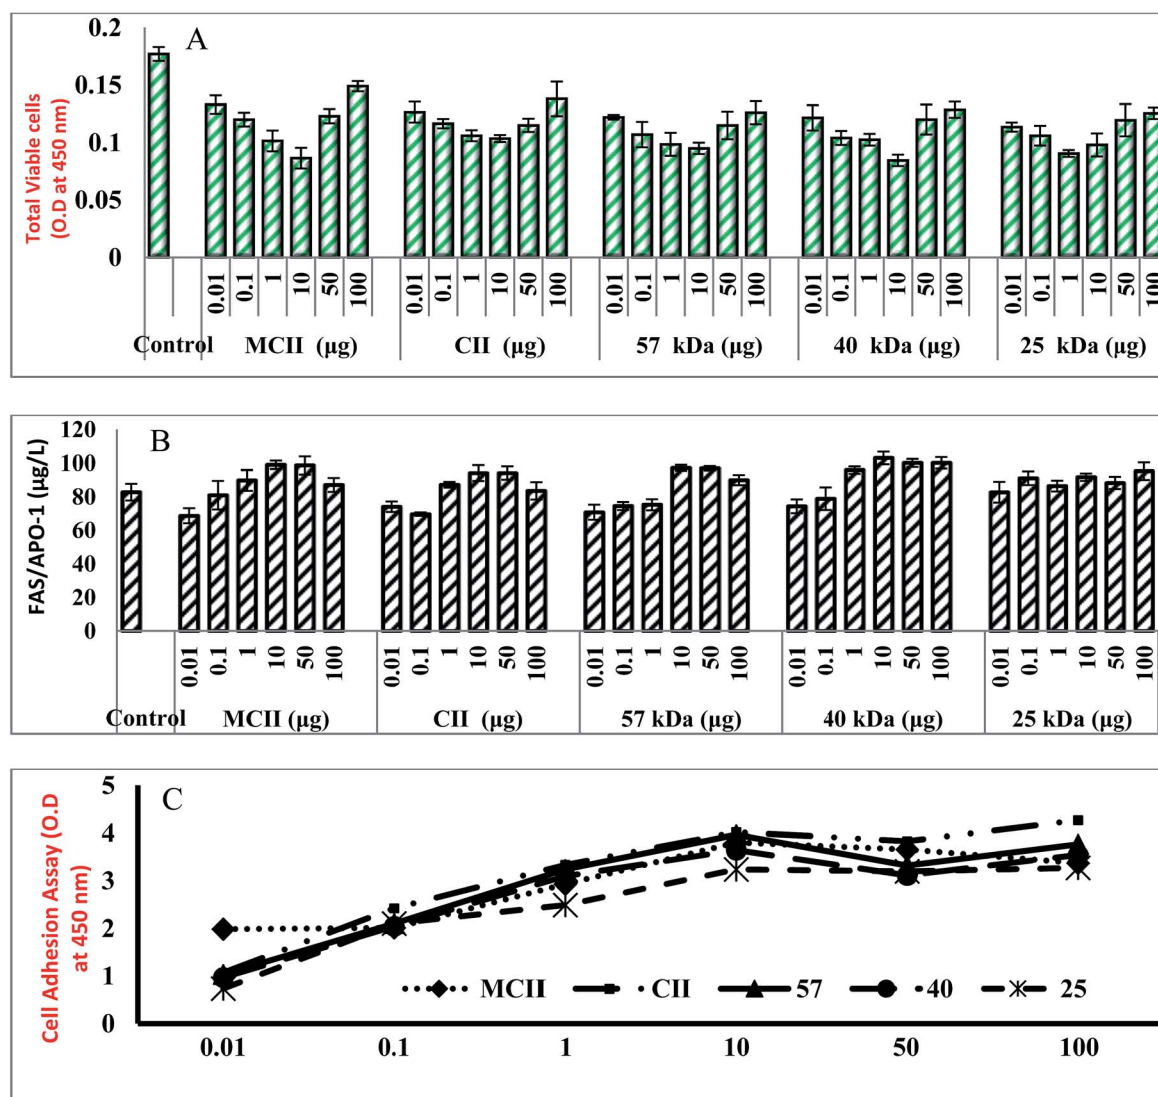 A
Total Viable cells
(O.D at 450 nm)
0.2
0.15
0.1
0.05
0
0.01 0.1 1 10 50 100 0.01 0.1 1 10 50 100 0.01 0.1 1 10 50 100 0.01 0.1 1 10 50 100 0.01 0.1 1 10 50 100
Control MCII (µg) CII (µg) 57 kDa (µg) 40 kDa (µg) 25 kDa (µg)
B
FAS/APO-1 (µg/L)
120
100
80
60
40
20
0
0.01 0.1 1 10 50 100 0.01 0.1 1 10 50 100 0.01 0.1 1 10 50 100 0.01 0.1 1 10 50 100 0.01 0.1 1 10 50 100
Control MCII (µg) CII (µg) 57 kDa (µg) 40 kDa (µg) 25 kDa (µg)
C
Cell Adhesion Assay (O.D
at 450 nm)
5
4
3
2
1
0
MCII CII 57 40 25
0.01 0.1 1 10 50 100